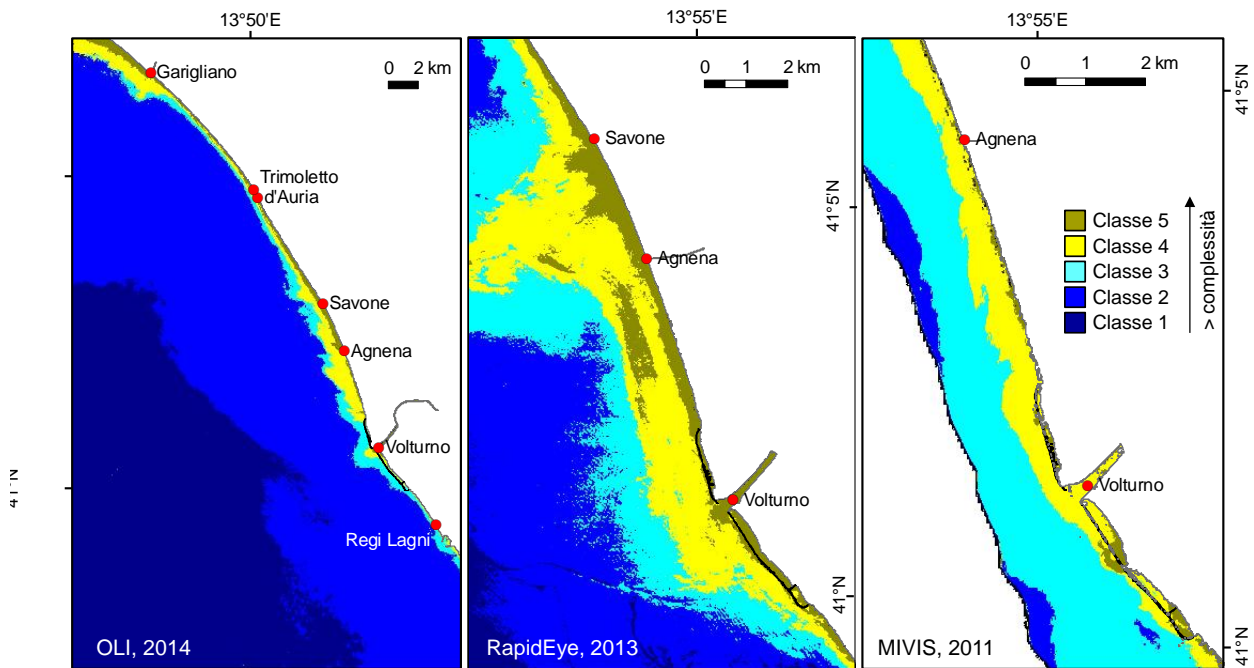 13°50'E
13°55'E
13°55'E
Garigliano
0 2 km
Trimoletto
d'Auria
Savone
Agnena
Volturno
Regi Lagni
OLI, 2014
41°N
0 1 2 km
Savone
41°5'N
Agnena
Volturno
41°N
RapidEye, 2013
0 1 2 km
41°5'N
Agnena
Classe 5
Classe 4
Classe 3
Classe 2
Classe 1
> complessità
Volturno
MIVIS, 2011
41°N